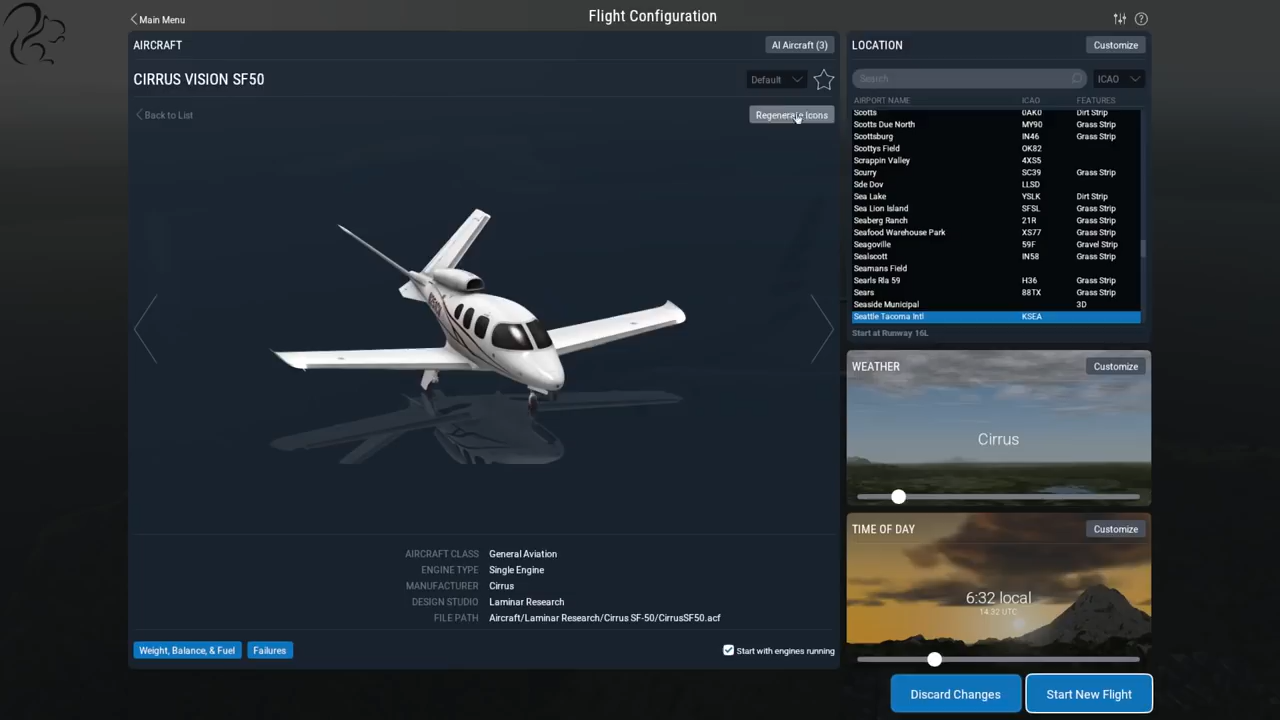 Main Menu
Flight Configuration
AIRCRAFT
AI Aircraft (3)
CIRRUS VISION SF50
Default
Back to List
Regenerate Icons
AIRCRAFT CLASS General Aviation
ENGINE TYPE Single Engine
MANUFACTURER Cirrus
DESIGN STUDIO Laminar Research
FILE PATH Aircraft/Laminar Research/Cirrus SF-50/CirrusSF50.acf
Weight, Balance, & Fuel
Failures
Start with engines running
LOCATION
Customize
Search
ICAO
AIRPORT NAME ICAO FEATURES
Scotts 0AK0 Dirt Strip
Scotts Due North MY90 Grass Strip
Scottsburg IN46 Grass Strip
Scottys Field OK82
Scrappin Valley 4XS5
Scurry SC39 Grass Strip
Sde Dov LLSD
Sea Lake YSLK Dirt Strip
Sea Lion Island SFSL Grass Strip
Seaberg Ranch 21R Grass Strip
Seafood Warehouse Park XS77 Grass Strip
Seagoville 59F Gravel Strip
Sealscott IN58 Grass Strip
Seamans Field
Searls Rla 59 H36 Grass Strip
Sears 88TX Grass Strip
Seaside Municipal 3D
Seattle Tacoma Intl KSEA
Start at Runway 16L
WEATHER
Customize
Cirrus
TIME OF DAY
Customize
6:32 local
14:32 UTC
Discard Changes
Start New Flight